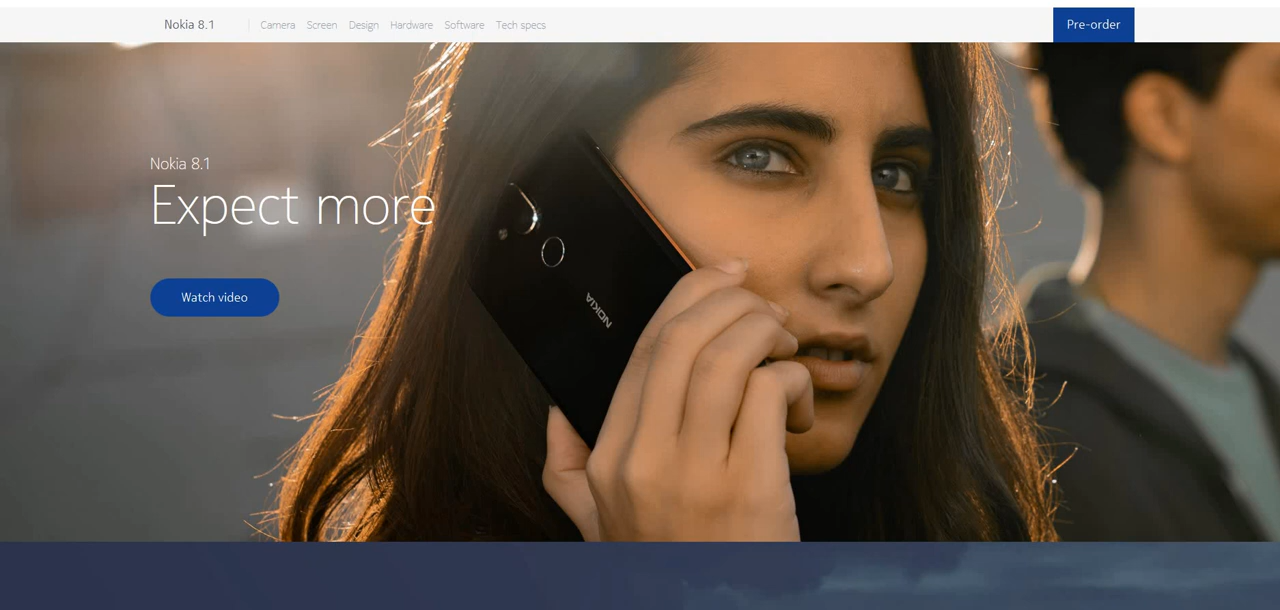 Nokia 8.1 Camera Screen Design Hardware Software Tech specs Pre-order
Nokia 8.1
Expect more
Watch video
NOKIA